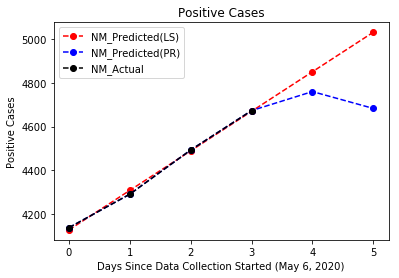 Positive Cases
NM_Predicted(LS)
NM_Predicted(PR)
NM_Actual
Positive Cases
5000
4800
4600
4400
4200
0 1 2 3 4 5
Days Since Data Collection Started (May 6, 2020)